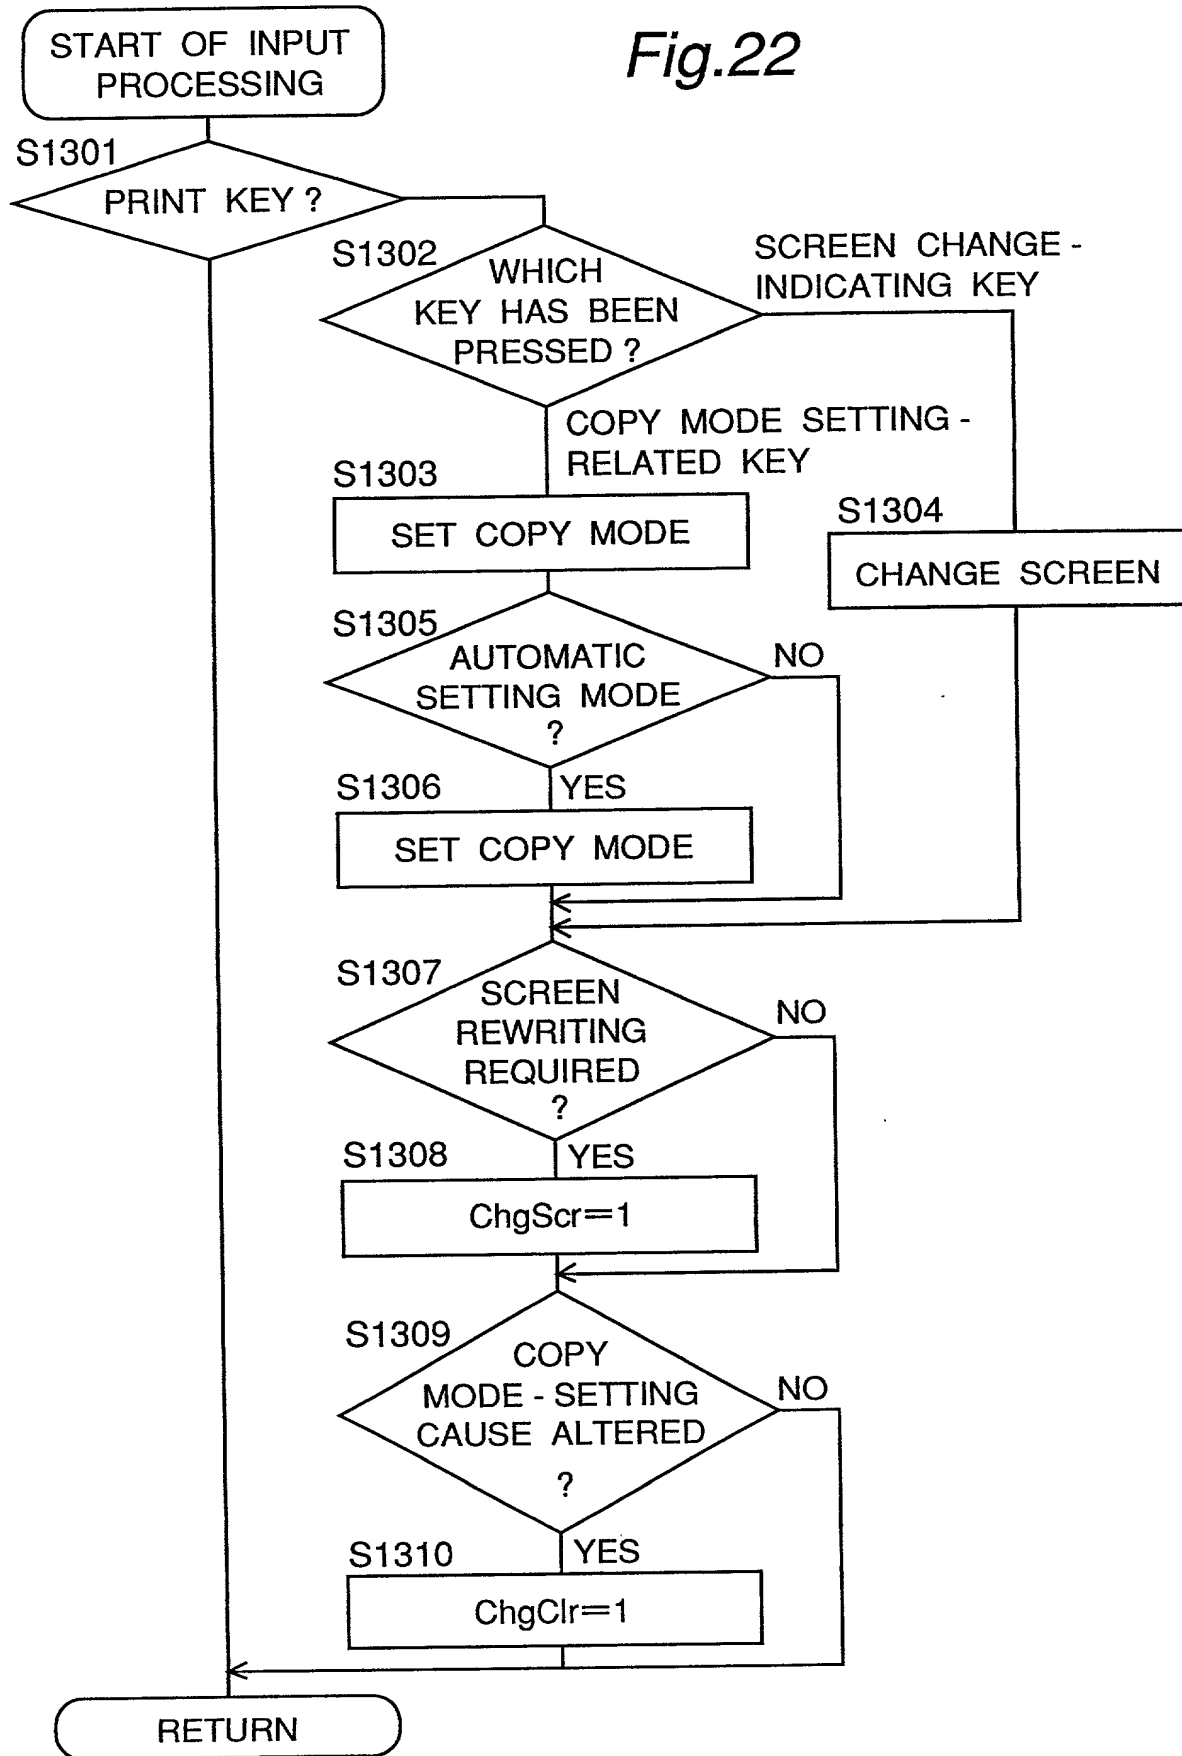 Fig.22
START OF INPUT
PROCESSING
S1301
PRINT KEY ?
S1302
WHICH
KEY HAS BEEN
PRESSED ?
SCREEN CHANGE -
INDICATING KEY
COPY MODE SETTING -
RELATED KEY
S1303
SET COPY MODE
S1304
CHANGE SCREEN
S1305
AUTOMATIC
SETTING MODE
?
NO
YES
S1306
SET COPY MODE
S1307
SCREEN
REWRITING
REQUIRED
?
NO
YES
S1308
ChgScr=1
S1309
COPY
MODE - SETTING
CAUSE ALTERED
?
NO
YES
S1310
ChgClr=1
RETURN